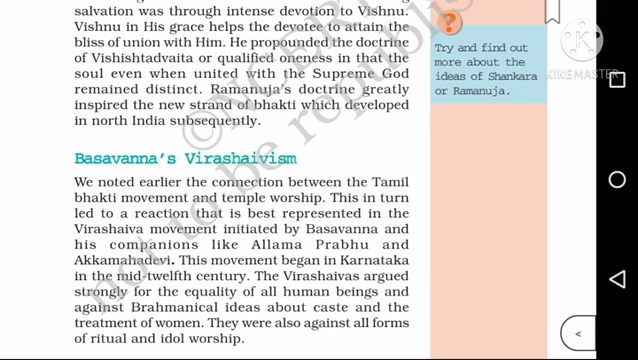 salvation was through intense devotion to Vishnu.
Vishnu in His grace helps the devotee to attain the
bliss of union with Him. He propounded the doctrine
of Vishishtadvaita or qualified oneness in that the
soul even when united with the Supreme God
remained distinct. Ramanuja's doctrine greatly
inspired the new strand of bhakti which developed
in north India subsequently.
Basavanna's Virashaivism
We noted earlier the connection between the Tamil
bhakti movement and temple worship. This in turn
led to a reaction that is best represented in the
Virashaiva movement initiated by Basavanna and
his companions like Allama Prabhu and
Akkamahadevi. This movement began in Karnataka
in the mid-twelfth century. The Virashaivas argued
strongly for the equality of all human beings and
against Brahmanical ideas about caste and the
treatment of women. They were also against all forms
of ritual and idol worship.
?
Try and find out
more about the
ideas of Shankara
or Ramanuja.
KINEMASTER
©NCERT
not to be republis